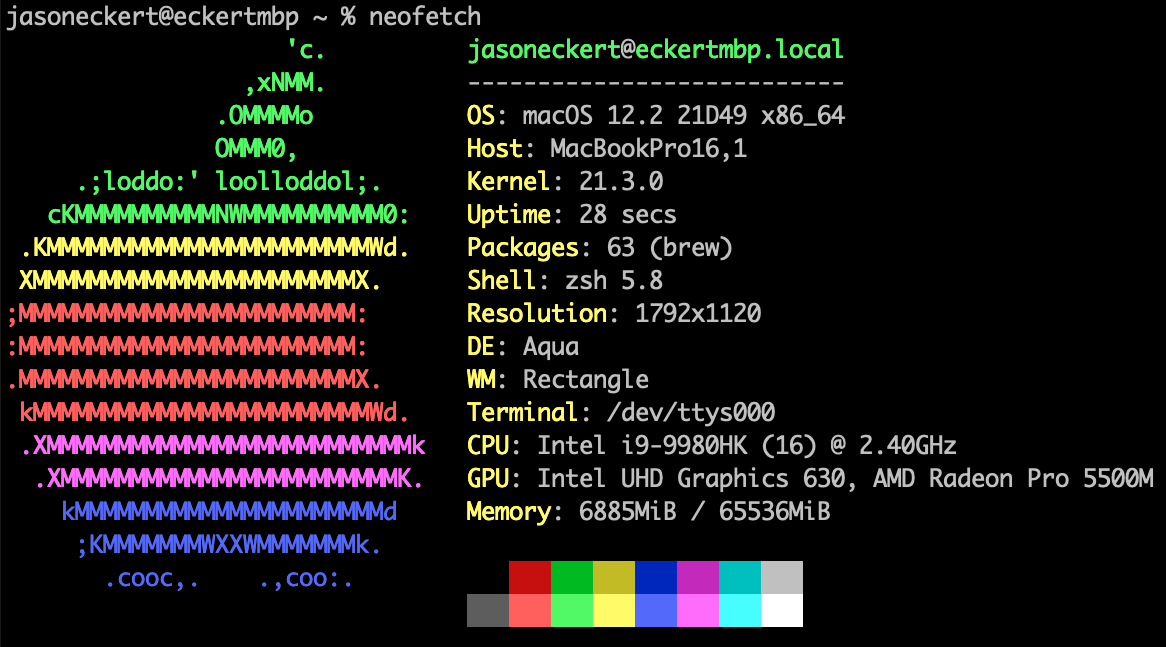 jasoneckert@eckertmbp ~ % neofetch
                    'c.          jasoneckert@eckertmbp.local
                 ,xNMM.          ---------------------------
               .OMMMMo           OS: macOS 12.2 21D49 x86_64
               OMMM0,            Host: MacBookPro16,1
     .;loddo:' loolloddol;.      Kernel: 21.3.0
   cKMMMMMMMMMMNWMMMMMMMMMM0:    Uptime: 28 secs
 .KMMMMMMMMMMMMMMMMMMMMMMMWd.    Packages: 63 (brew)
 XMMMMMMMMMMMMMMMMMMMMMMMX.      Shell: zsh 5.8
;MMMMMMMMMMMMMMMMMMMMMMMM:       Resolution: 1792x1120
:MMMMMMMMMMMMMMMMMMMMMMMM:       DE: Aqua
.MMMMMMMMMMMMMMMMMMMMMMMMX.      WM: Rectangle
 kMMMMMMMMMMMMMMMMMMMMMMMMWd.    Terminal: /dev/ttys000
 .XMMMMMMMMMMMMMMMMMMMMMMMMMMk   CPU: Intel i9-9980HK (16) @ 2.40GHz
  .XMMMMMMMMMMMMMMMMMMMMMMMMK.   GPU: Intel UHD Graphics 630, AMD Radeon Pro 5500M
    kMMMMMMMMMMMMMMMMMMMMMMd     Memory: 6885MiB / 65536MiB
     ;KMMMMMMMWXXWMMMMMMMk.
       .cooc,.    .,coo:.